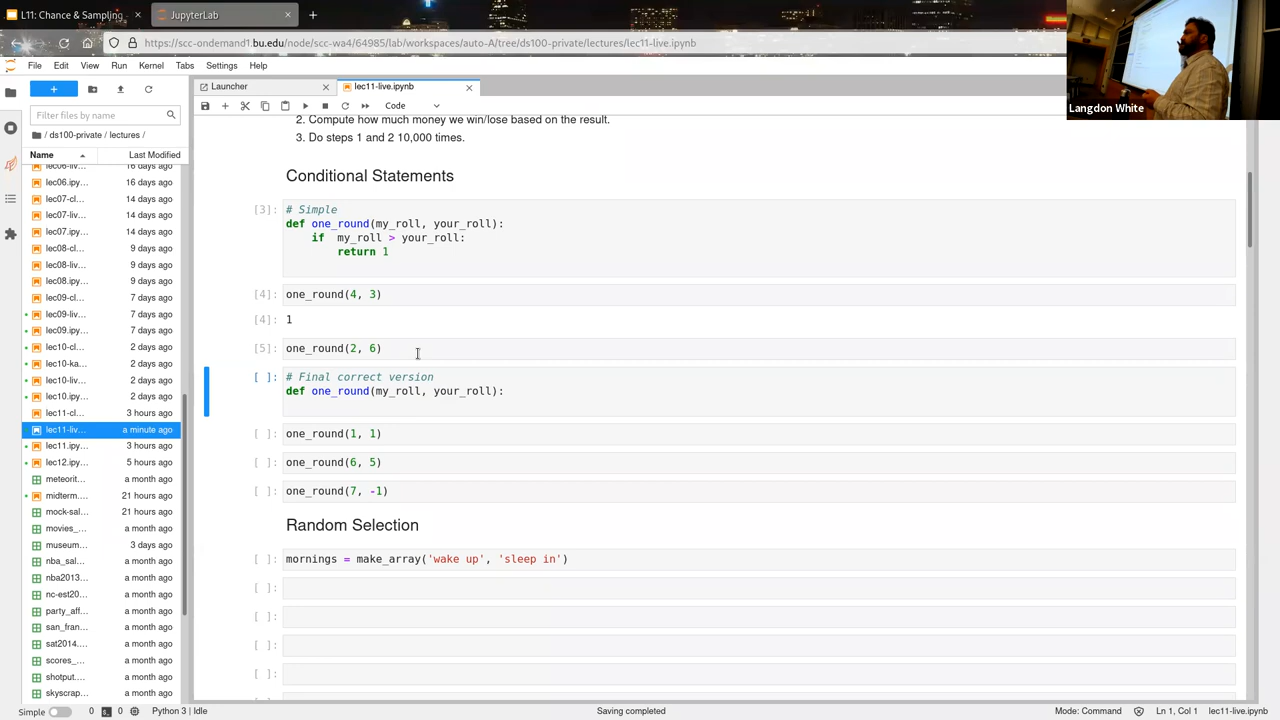 L11: Chance & Sampling
JupyterLab
https://scc-ondemand1.bu.edu/node/scc-wa4/64985/lab/workspaces/auto-A/tree/ds100-private/lectures/lec11-live.ipynb
Langdon White
File Edit View Run Kernel Tabs Settings Help
Launcher
lec11-live.ipynb
Code
Filter files by name
/ ds100-private / lectures /
Name Last Modified
lec06-liv... 16 days ago
lec06.ipy... 16 days ago
lec07-cl... 14 days ago
lec07-liv... 14 days ago
lec07.ipy... 14 days ago
lec08-cl... 9 days ago
lec08-liv... 9 days ago
lec08.ipy... 9 days ago
lec09-cl... 7 days ago
lec09-liv... 7 days ago
lec09.ipy... 7 days ago
lec10-cl... 2 days ago
lec10-ka... 2 days ago
lec10-liv... 2 days ago
lec10.ipy... 2 days ago
lec11-cl... 3 hours ago
lec11-liv... a minute ago
lec11.ipy... 3 hours ago
lec12.ipy... 5 hours ago
meteorit... a month ago
midterm.... 21 hours ago
mock-sal... 21 hours ago
movies_... a month ago
museum... 3 days ago
nba_sal... a month ago
nba2013... a month ago
nc-est20... a month ago
party_aff... a month ago
san_fran... a month ago
sat2014.... a month ago
scores_... a month ago
shotput.... a month ago
skyscrap... a month ago
2. Compute how much money we win/lose based on the result.
3. Do steps 1 and 2 10,000 times.
Conditional Statements
[3]: # Simple
def one_round(my_roll, your_roll):
if my_roll > your_roll:
return 1
[4]: one_round(4, 3)
[4]: 1
[5]: one_round(2, 6)
[ ]: # Final correct version
def one_round(my_roll, your_roll):
[ ]: one_round(1, 1)
[ ]: one_round(6, 5)
[ ]: one_round(7, -1)
Random Selection
[ ]: mornings = make_array('wake up', 'sleep in')
[ ]:
[ ]:
[ ]:
[ ]:
Simple 0 0 Python 3 | Idle Saving completed Mode: Command Ln 1, Col 1 lec11-live.ipynb